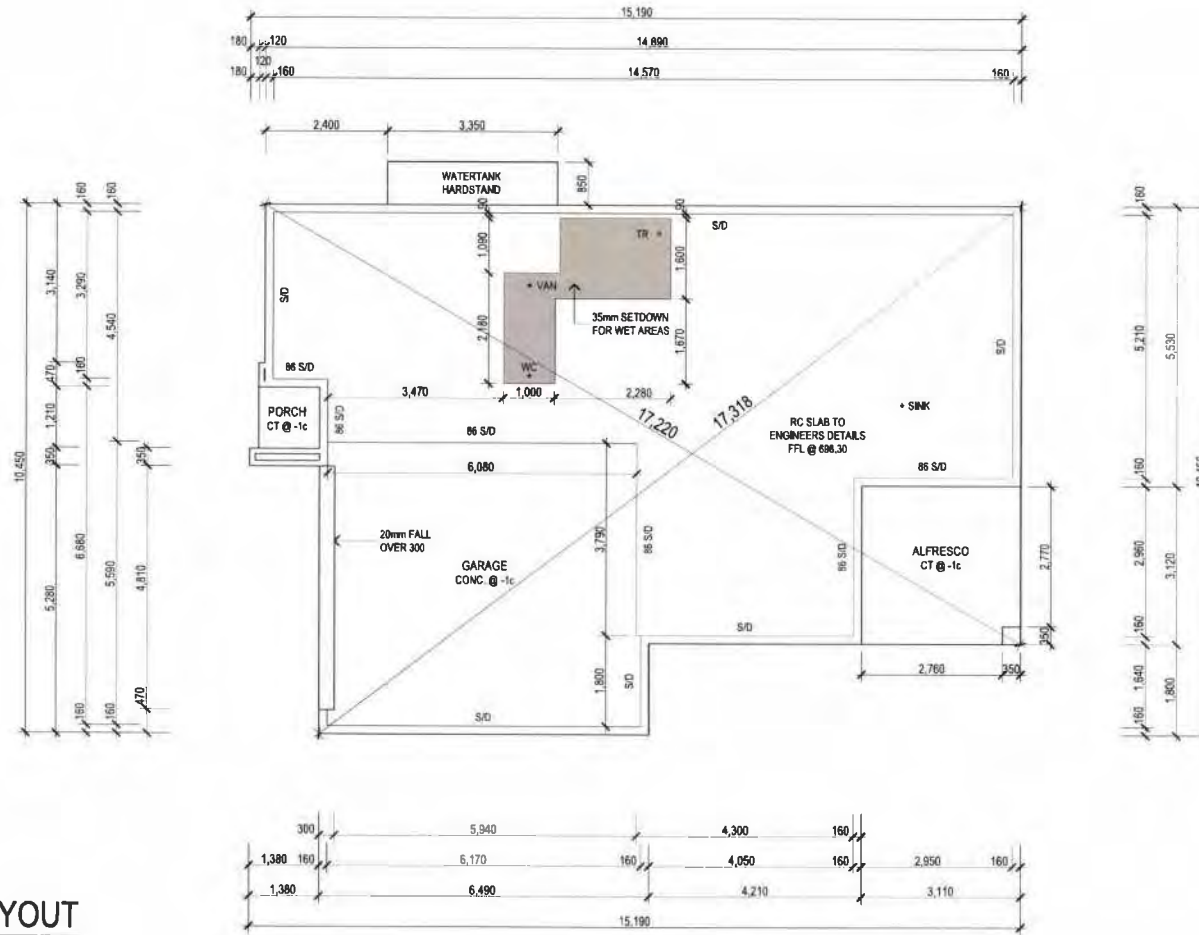 15,190
180 120 14,890
120
180 160 14,570 160
2,400 3,350
WATERTANK
HARDSTAND
850
90 90
160 160 160
10,450
3,140 3,290 4,540
470 160
1,210
350 350
5,280 6,680 5,590 4,810
470
160 160
S/D
TR
S/D
1,090
1,600
VAN
35mm SETDOWN
FOR WET AREAS
2,180
1,670
WC
86 S/D
3,470 1,000 2,280
PORCH
CT @ -1c
86 S/D
86 S/D
6,080
17,220
17,318
SINK
RC SLAB TO
ENGINEERS DETAILS
FFL @ 698.30
S/D
86 S/D
20mm FALL
OVER 300
GARAGE
CONC. @ -1c
3,790
86 S/D
86 S/D
ALFRESCO
CT @ -1c
2,770
350
S/D
1,800
S/D
S/D
2,760 350
160
5,210 5,530
160
2,960 3,120
160
1,640 1,800
160
300 5,940 4,300 160
1,380 160 6,170 160 4,050 160 2,950 160
1,380 6,490 4,210 3,110
15,190
YOUT